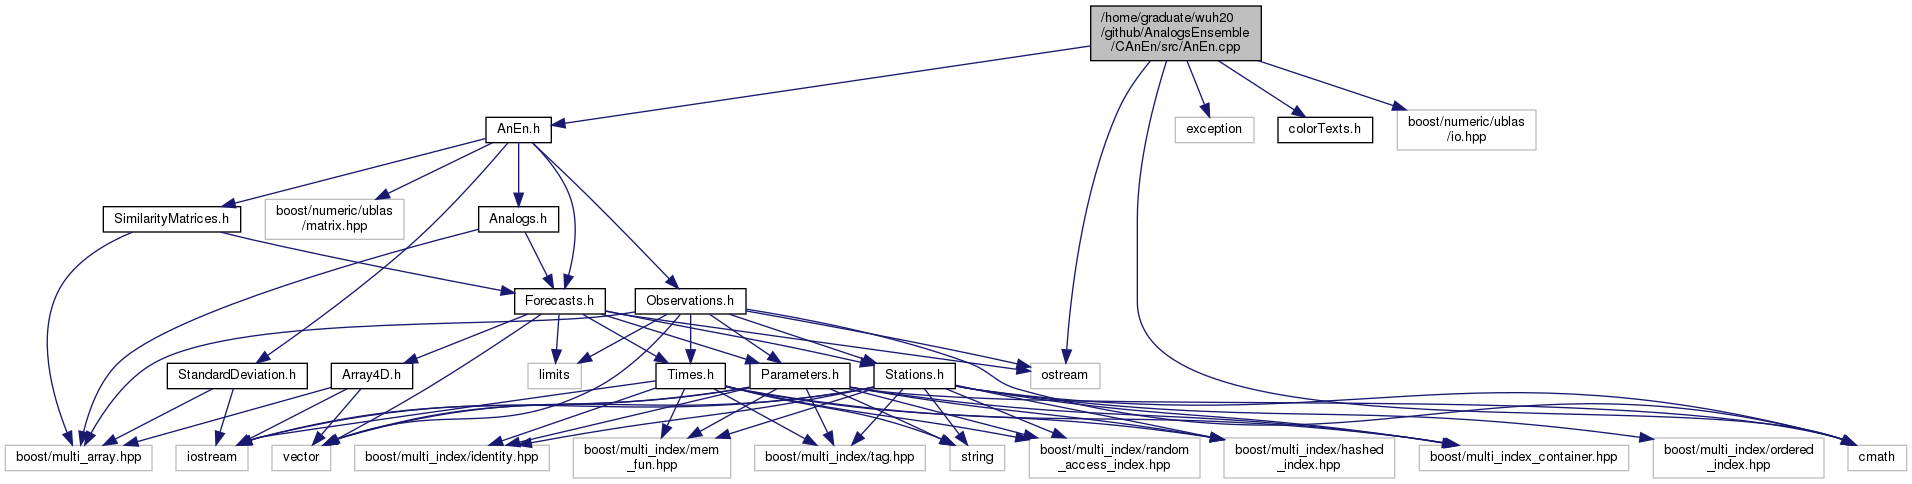 /home/graduate/wuh20
/github/AnalogsEnsemble
/CAnEn/src/AnEn.cpp
AnEn.h
exception
colorTexts.h
boost/numeric/ublas
/io.hpp
SimilarityMatrices.h
boost/numeric/ublas
/matrix.hpp
Analogs.h
Forecasts.h
Observations.h
StandardDeviation.h
Array4D.h
limits
Times.h
Parameters.h
Stations.h
ostream
boost/multi_array.hpp
iostream
vector
boost/multi_index/identity.hpp
boost/multi_index/mem
_fun.hpp
boost/multi_index/tag.hpp
string
boost/multi_index/random
_access_index.hpp
boost/multi_index/hashed
_index.hpp
boost/multi_index_container.hpp
boost/multi_index/ordered
_index.hpp
cmath